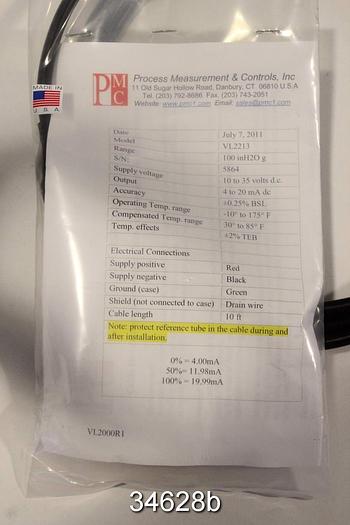 MADE IN
U.S.A
P M C
Process Measurement & Controls, Inc
11 Old Sugar Hollow Road, Danbury, CT. 06810 U.S.A
Tel. (203) 792-8686. Fax. (203) 743-2051
Website: www.pmc1.com Email: sales@pmc1.com
Date July 7, 2011
Model VL2213
Range 100 inH2O g
S/N: 5864
Supply voltage 10 to 35 volts d.c.
Output 4 to 20 mA dc
Accuracy ±0.25% BSL
Operating Temp. range -10° to 175° F
Compensated Temp. range 30° to 85° F
Temp. effects ±2% TEB
Electrical Connections
Supply positive Red
Supply negative Black
Ground (case) Green
Shield (not connected to case) Drain wire
Cable length 10 ft
Note: protect reference tube in the cable during and
after installation.
0% = 4.00mA
50%= 11.98mA
100% = 19.99mA
VL2000R1
34628b